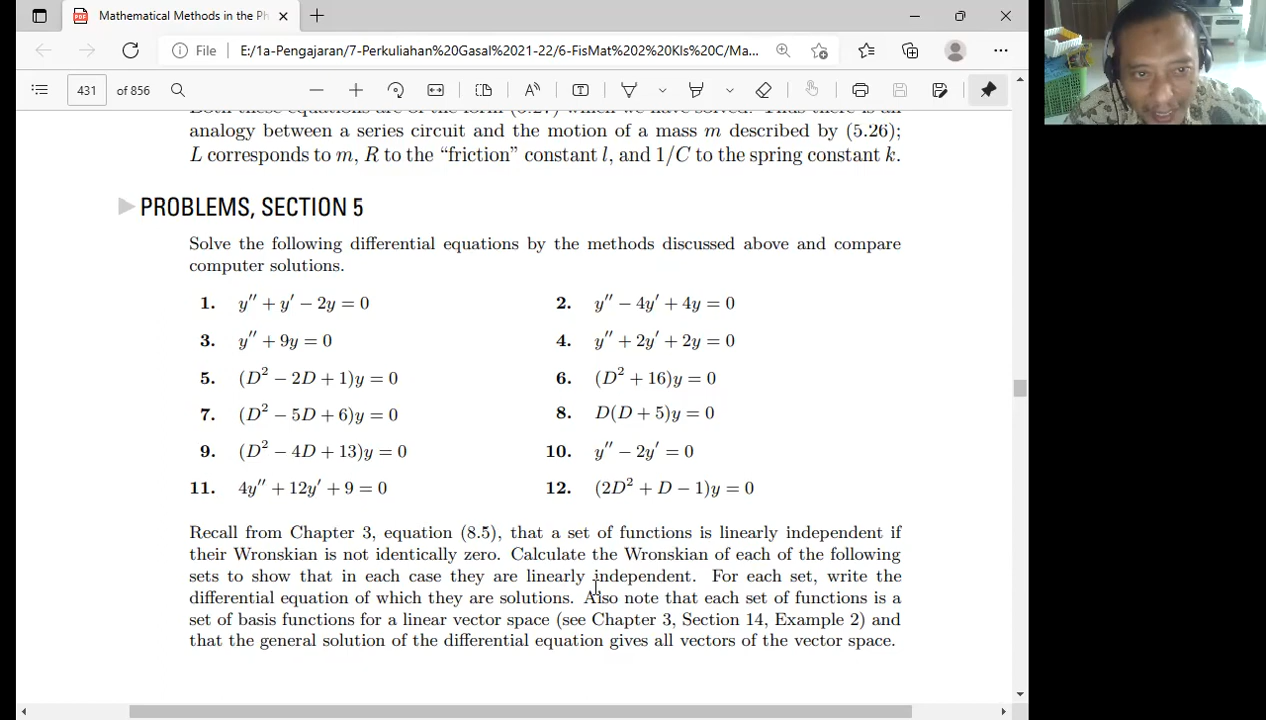 Mathematical Methods in the Ph
File E:/1a-Pengajaran/7-Perkuliahan%20Gasal%202021-22/6-FisMat%202%20Kls%20C/Ma...
431 of 856
analogy between a series circuit and the motion of a mass m described by (5.26);
L corresponds to m, R to the “friction” constant l, and 1/C to the spring constant k.
PROBLEMS, SECTION 5
Solve the following differential equations by the methods discussed above and compare
computer solutions.
1. y″ + y′ − 2y = 0 2. y″ − 4y′ + 4y = 0
3. y″ + 9y = 0 4. y″ + 2y′ + 2y = 0
5. (D² − 2D + 1)y = 0 6. (D² + 16)y = 0
7. (D² − 5D + 6)y = 0 8. D(D + 5)y = 0
9. (D² − 4D + 13)y = 0 10. y″ − 2y′ = 0
11. 4y″ + 12y′ + 9 = 0 12. (2D² + D − 1)y = 0
Recall from Chapter 3, equation (8.5), that a set of functions is linearly independent if
their Wronskian is not identically zero. Calculate the Wronskian of each of the following
sets to show that in each case they are linearly independent. For each set, write the
differential equation of which they are solutions. Also note that each set of functions is a
set of basis functions for a linear vector space (see Chapter 3, Section 14, Example 2) and
that the general solution of the differential equation gives all vectors of the vector space.